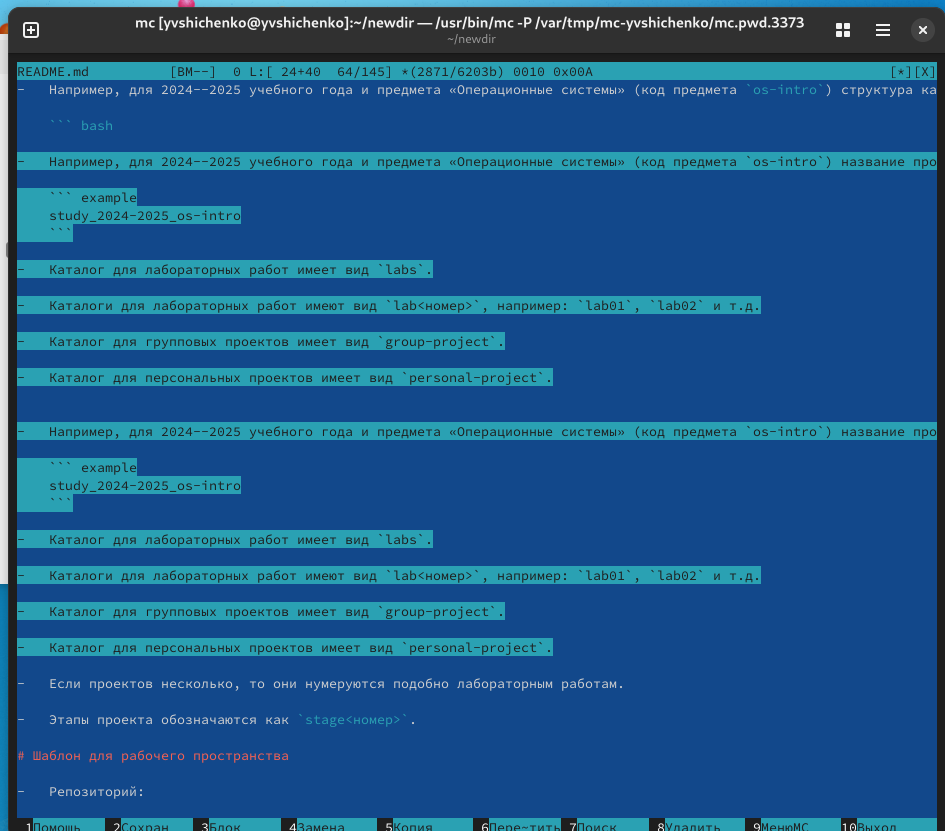 mc [yvshichenko@yvshichenko]:~/newdir — /usr/bin/mc -P /var/tmp/mc-yvshichenko/mc.pwd.3373
~/newdir
README.md [BM--] 0 L:[ 24+40 64/145] *(2871/6203b) 0010 0x00A [*][X]
- Например, для 2024--2025 учебного года и предмета «Операционные системы» (код предмета `os-intro`) структура ка
``` bash
- Например, для 2024--2025 учебного года и предмета «Операционные системы» (код предмета `os-intro`) название про
``` example
study_2024-2025_os-intro
```
- Каталог для лабораторных работ имеет вид `labs`.
- Каталоги для лабораторных работ имеют вид `lab<номер>`, например: `lab01`, `lab02` и т.д.
- Каталог для групповых проектов имеет вид `group-project`.
- Каталог для персональных проектов имеет вид `personal-project`.
- Например, для 2024--2025 учебного года и предмета «Операционные системы» (код предмета `os-intro`) название про
``` example
study_2024-2025_os-intro
```
- Каталог для лабораторных работ имеет вид `labs`.
- Каталоги для лабораторных работ имеют вид `lab<номер>`, например: `lab01`, `lab02` и т.д.
- Каталог для групповых проектов имеет вид `group-project`.
- Каталог для персональных проектов имеет вид `personal-project`.
- Если проектов несколько, то они нумеруются подобно лабораторным работам.
- Этапы проекта обозначаются как `stage<номер>`.
# Шаблон для рабочего пространства
- Репозиторий:
1Помощь 2Сохран 3Блок 4Замена 5Копия 6Пере~тить 7Поиск 8Удалить 9МенюMC 10Выход